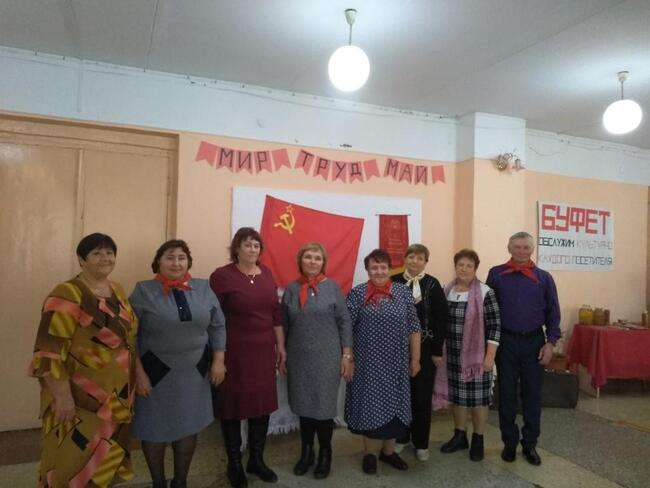 МИР ТРУД МАЙ
БУФЕТ
ОБСЛУЖИМ КУЛЬТУРНО
КАЖДОГО ПОСЕТИТЕЛЯ